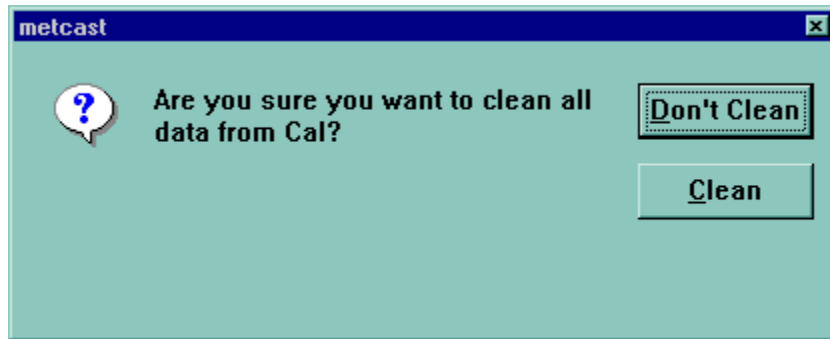 metcast
Are you sure you want to clean all
data from Cal?
Don't Clean
Clean